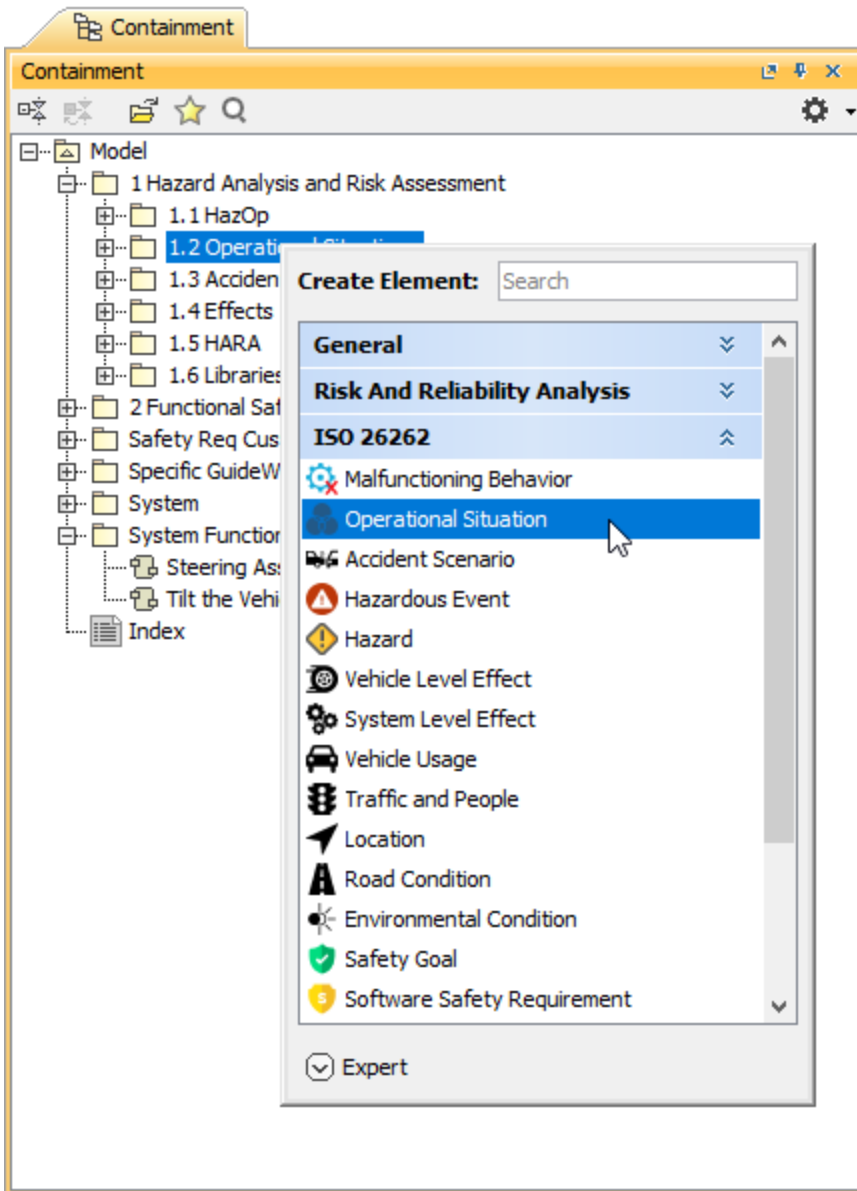 Containment
Containment
Model
1 Hazard Analysis and Risk Assessment
1.1 HazOp
1.2 Operati
1.3 Acciden
1.4 Effects
1.5 HARA
1.6 Libraries
2 Functional Saf
Safety Req Cus
Specific GuideW
System
System Function
Steering Ass
Tilt the Vehi
Index
Create Element:
Search
General
Risk And Reliability Analysis
ISO 26262
Malfunctioning Behavior
Operational Situation
Accident Scenario
Hazardous Event
Hazard
Vehicle Level Effect
System Level Effect
Vehicle Usage
Traffic and People
Location
Road Condition
Environmental Condition
Safety Goal
S Software Safety Requirement
Expert